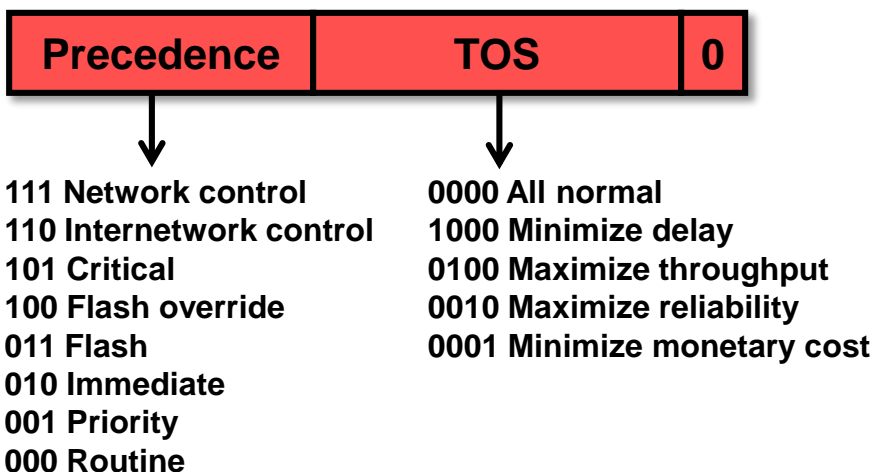 Precedence TOS 0
111 Network control
110 Internetwork control
101 Critical
100 Flash override
011 Flash
010 Immediate
001 Priority
000 Routine
0000 All normal
1000 Minimize delay
0100 Maximize throughput
0010 Maximize reliability
0001 Minimize monetary cost